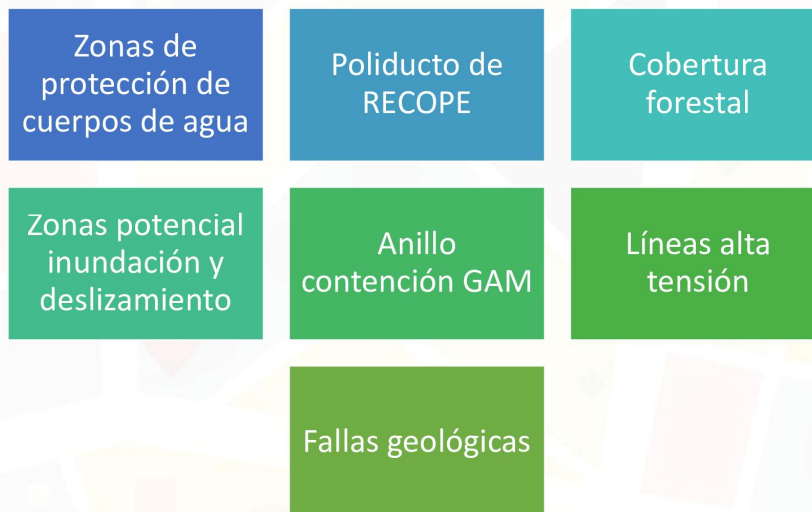 Zonas de
protección de
cuerpos de agua
Poliducto de
RECOPE
Cobertura
forestal
Zonas potencial
inundación y
deslizamiento
Anillo
contención GAM
Líneas alta
tensión
Fallas geológicas